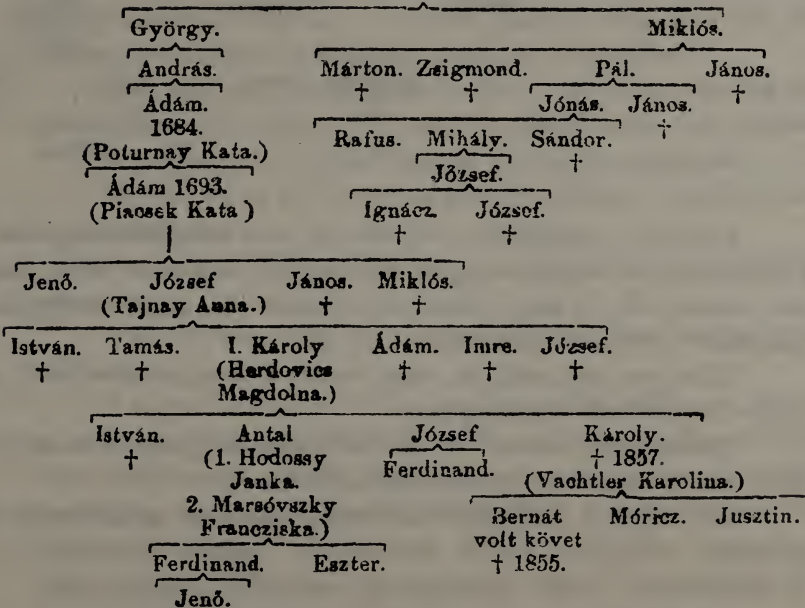 György. Miklós.
András. Márton. Zsigmond. Pál. János.
† † †
Ádám. Jónás. János.
1684. †
(Poturnay Kata.) Rafus. Mihály. Sándor.
†
Ádám 1693. József.
(Piacsek Kata ) Ignácz. József.
† †
Jenő. József János. Miklós.
(Tajnay Anna.) † †
István. Tamás. I. Károly Ádám. Imre. József.
† † (Hardovics † † †
Magdolna.)
István. Antal József Károly.
† (1. Hodossy Ferdinand. † 1857.
Janka. (Vachtler Karolina.)
2. Marsóvszky Bernát Móricz. Jusztin.
Francziska.) volt követ
Ferdinand. Eszter. † 1855.
Jenő.